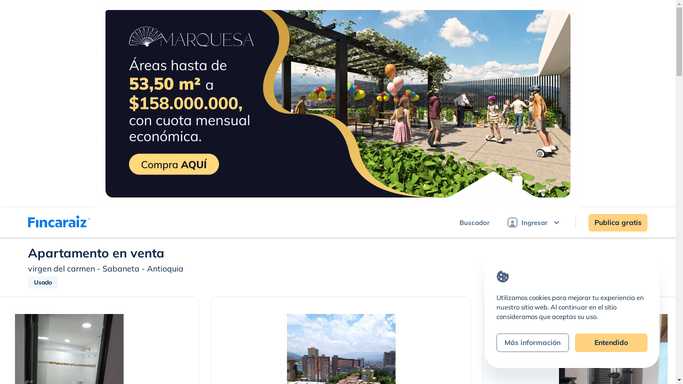 MARQUESA
Áreas hasta de
53,50 m² a
$158.000.000,
con cuota mensual
económica.
Compra AQUÍ
Fincaraiz
Buscador
Ingresar
Publica gratis
Apartamento en venta
virgen del carmen - Sabaneta - Antioquia
Usado
Utilizamos cookies para mejorar tu experiencia en
nuestro sitio web. Al continuar en el sitio
consideramos que aceptas su uso.
Más información
Entendido